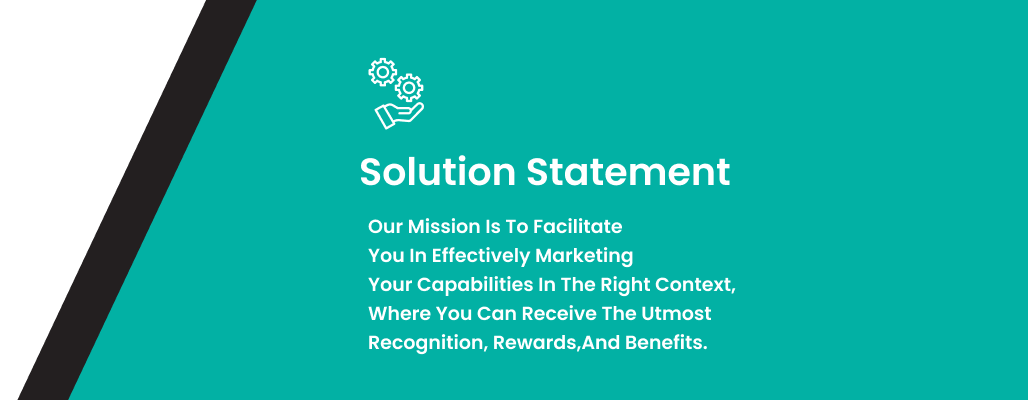 Solution Statement
Our Mission Is To Facilitate
You In Effectively Marketing
Your Capabilities In The Right Context,
Where You Can Receive The Utmost
Recognition, Rewards,And Benefits.